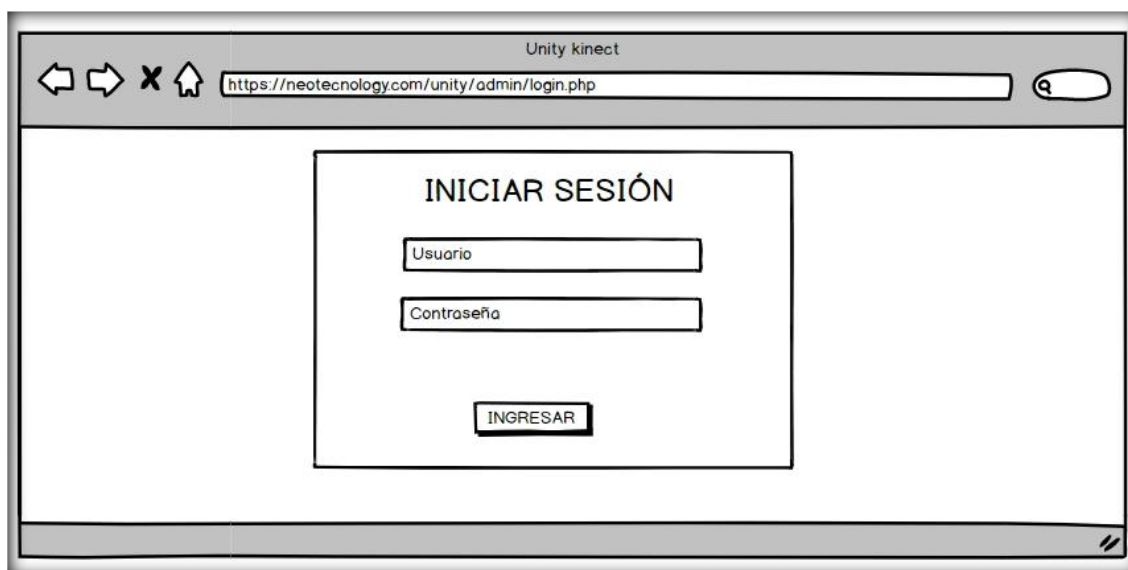 Unity kinect
https://neotecnology.com/unity/admin/login.php
INICIAR SESIÓN
Usuario
Contraseña
INGRESAR